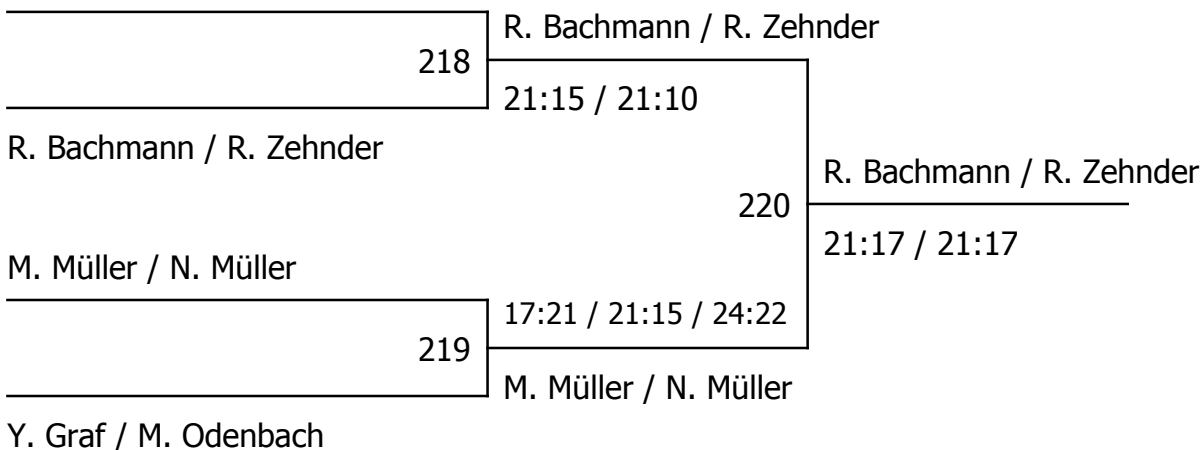 R. Bachmann / R. Zehnder
218
21:15 / 21:10
R. Bachmann / R. Zehnder
R. Bachmann / R. Zehnder
220
21:17 / 21:17
M. Müller / N. Müller
17:21 / 21:15 / 24:22
219
M. Müller / N. Müller
Y. Graf / M. Odenbach